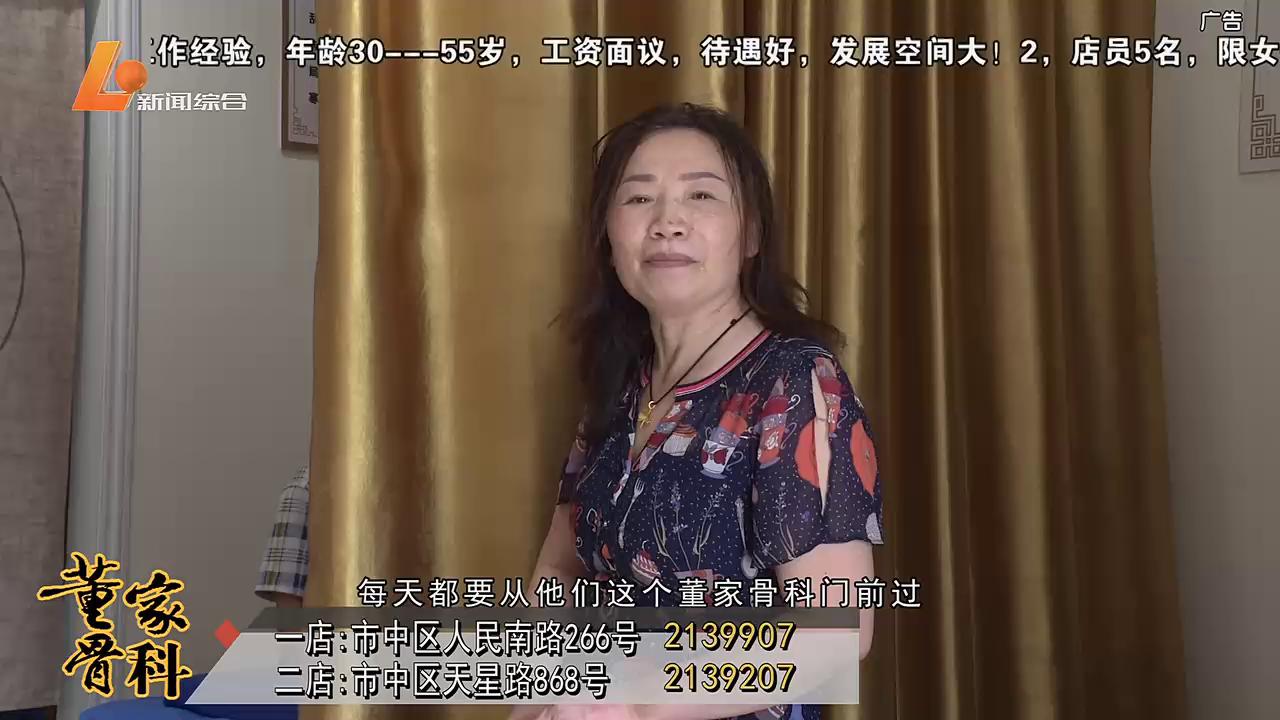 广告
作经验，年龄30---55岁，工资面议，待遇好，发展空间大！2，店员5名，限女
新闻综合
每天都要从他们这个董家骨科门前过
董家
骨科
一店:市中区人民南路266号 2139907
二店:市中区天星路868号 2139207